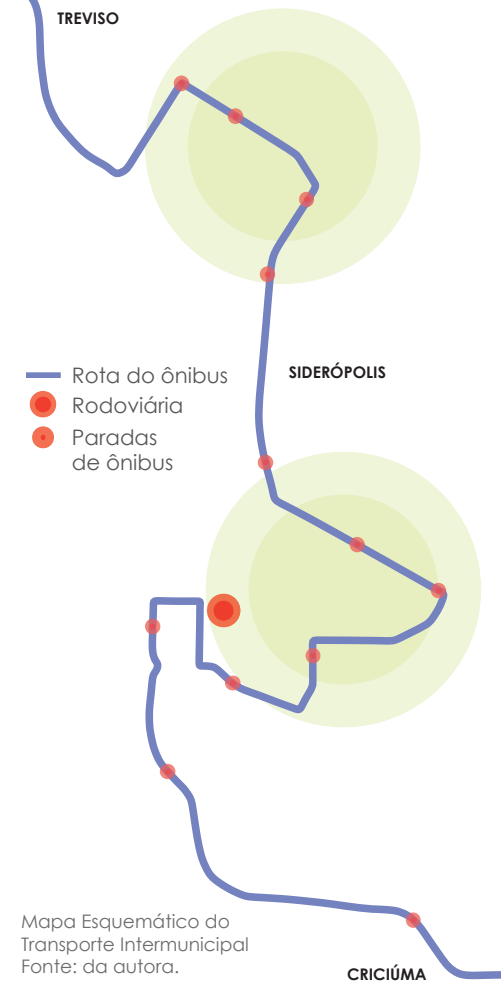 TREVISO
SIDERÓPOLIS
Rota do ônibus
Rodoviária
Paradas
de ônibus
Mapa Esquemático do
Transporte Intermunicipal
Fonte: da autora.
CRICIÚMA